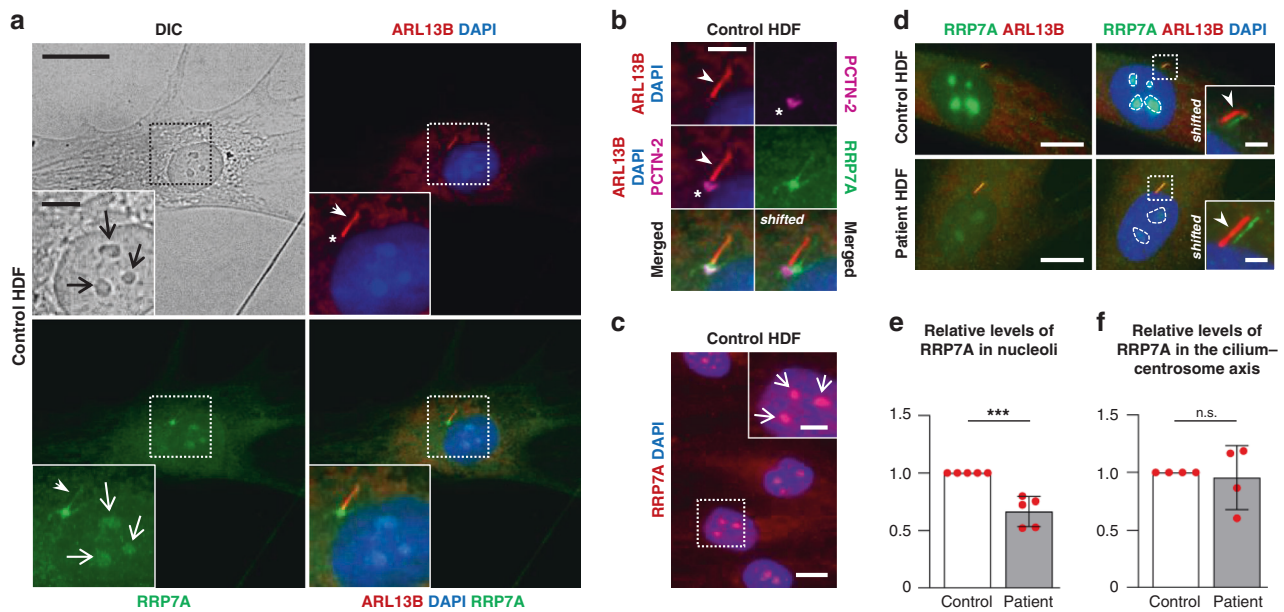 a
DIC
ARL13B DAPI
Control HDF
*
RRP7A
ARL13B DAPI RRP7A
b
Control HDF
ARL13B
DAPI
PCTN-2
*
ARL13B
DAPI
PCTN-2
*
RRP7A
Merged
shifted
Merged
c
Control HDF
RRP7A DAPI
d
RRP7A ARL13B
RRP7A ARL13B DAPI
Control HDF
shifted
Patient HDF
shifted
e
Relative levels of
RRP7A in nucleoli
1.5
1.0
0.5
0
***
Control
Patient
f
Relative levels of
RRP7A in the cilium–
centrosome axis
1.5
1.0
0.5
0
n.s.
Control
Patient